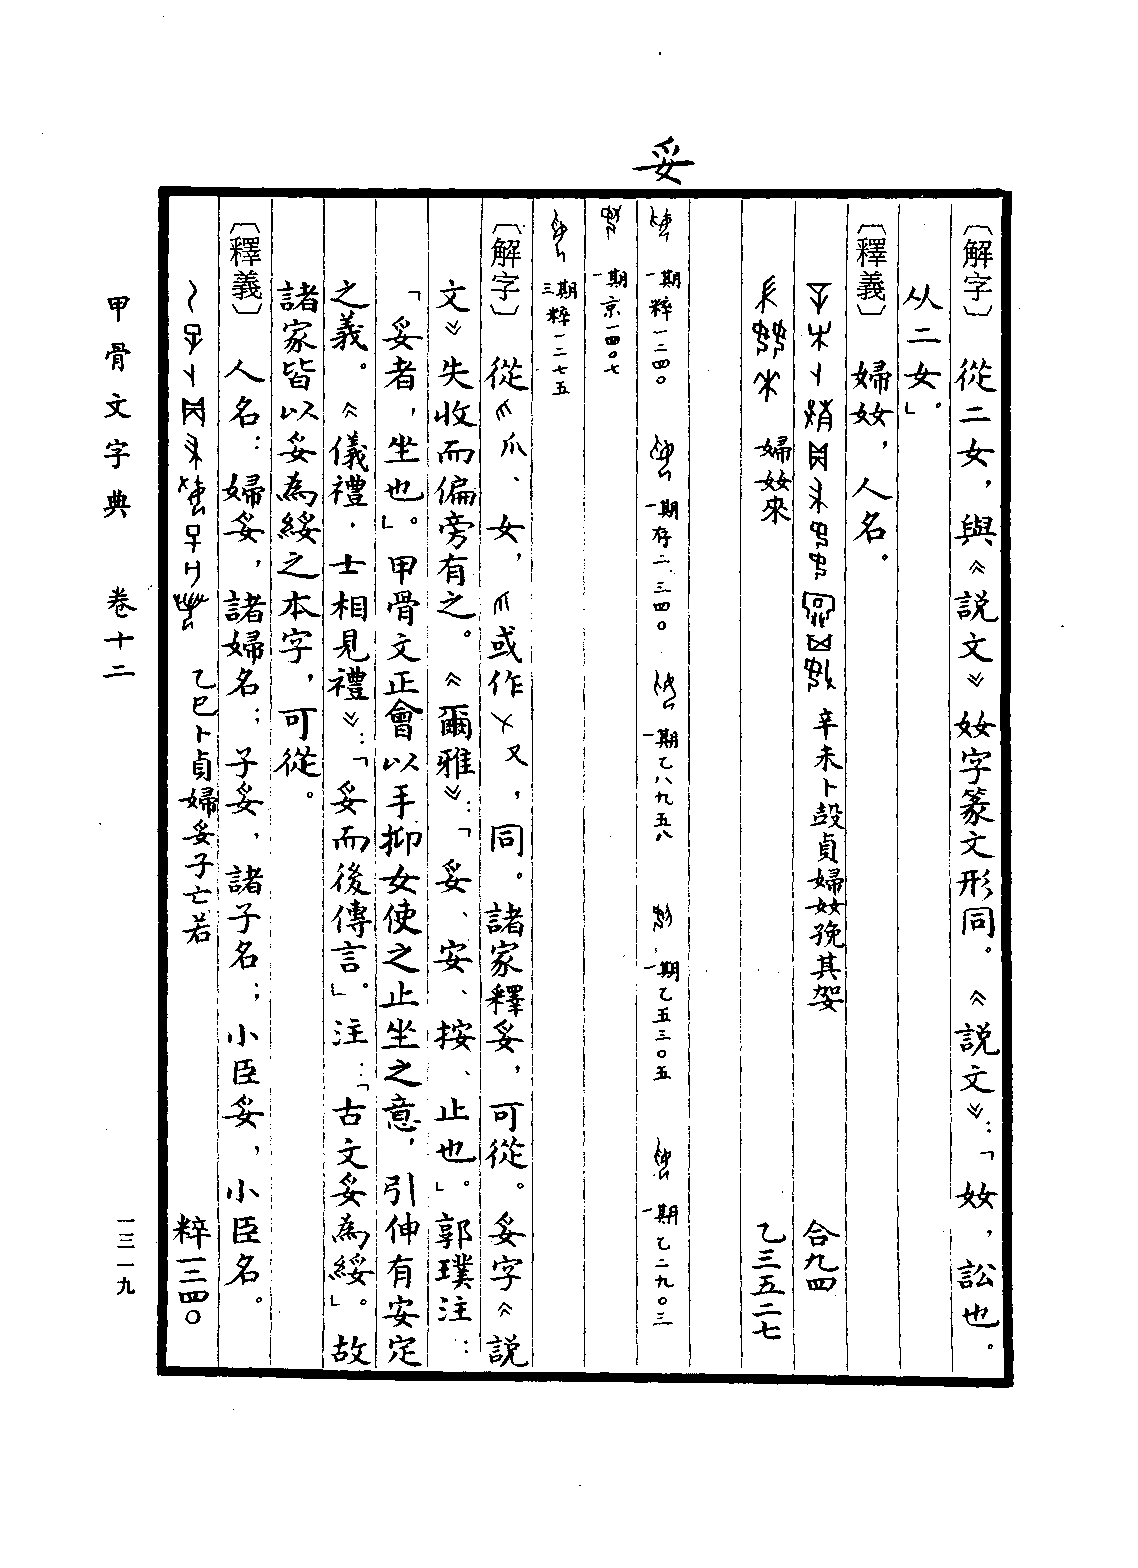 妥
〔解字〕 從二女，與《説文》奻字篆文形同。《説文》：「奻，訟也。
从二女」。
〔釋義〕 婦奻，人名。
辛未卜㱿貞婦奻㝃其 合九四
婦奻來 乙三五二七
一期粹一二四〇 一期存二、三四〇 一期乙八九五八 一期乙五三〇五 一期乙二九〇三
一期京一四〇七
三期粹一二七五
〔解字〕 從爪、女，或作又，同。諸家釋妥，可從。妥字《説
文》失收而偏旁有之。《爾雅》：「妥、安、按、止也」。郭璞注：
「妥者，坐也」。甲骨文正會以手抑女使之止坐之意，引伸有安定
之義。《儀禮．士相見禮》：「妥而後傳言」。注：「古文妥為綏」。故
諸家皆以妥為綏之本字，可從。
〔釋義〕 人名：婦妥，諸婦名；子妥，諸子名；小臣妥，小臣名。
乙巳卜貞婦妥子亡若 粹一二四〇
甲骨文字典 卷十二 一三一九